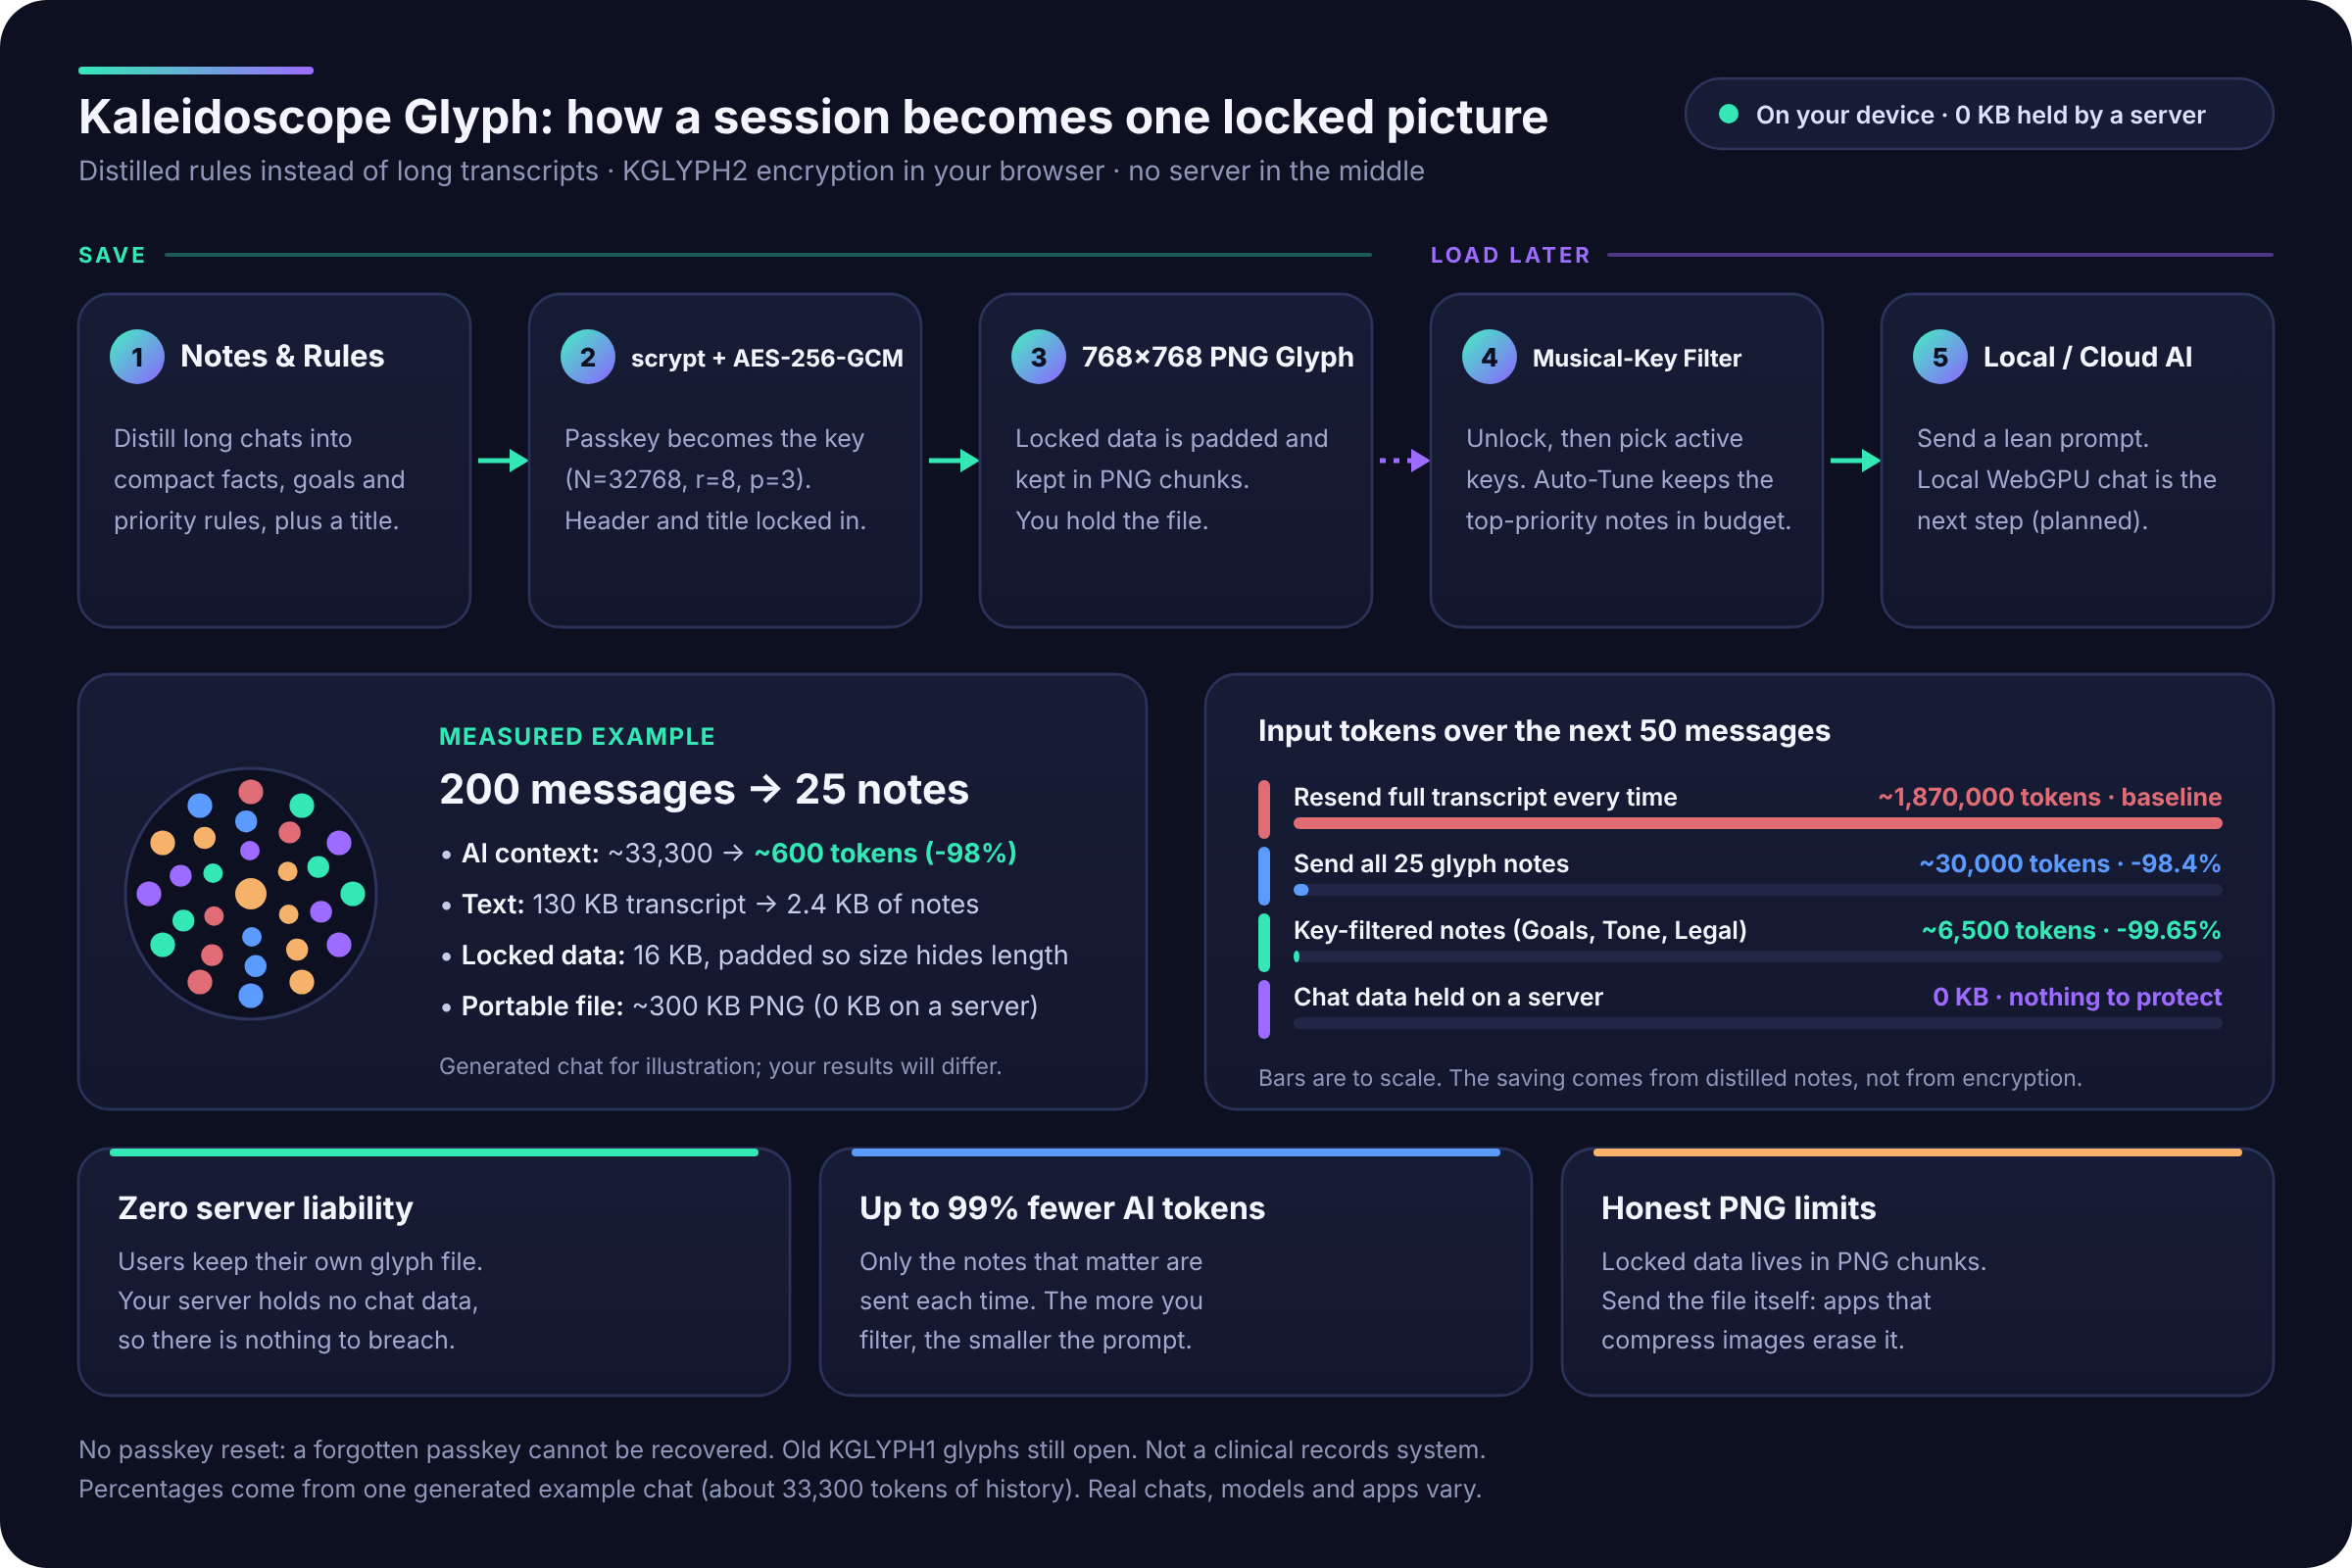 Kaleidoscope Glyph: how a session becomes one locked picture
On your device · 0 KB held by a server
Distilled rules instead of long transcripts · KGLYPH2 encryption in your browser · no server in the middle
SAVE
LOAD LATER
1 Notes & Rules
Distill long chats into
compact facts, goals and
priority rules, plus a title.
2 scrypt + AES-256-GCM
Passkey becomes the key
(N=32768, r=8, p=3).
Header and title locked in.
3 768×768 PNG Glyph
Locked data is padded and
kept in PNG chunks.
You hold the file.
4 Musical-Key Filter
Unlock, then pick active
keys. Auto-Tune keeps the
top-priority notes in budget.
5 Local / Cloud AI
Send a lean prompt.
Local WebGPU chat is the
next step (planned).
MEASURED EXAMPLE
200 messages → 25 notes
• AI context: ~33,300 → ~600 tokens (-98%)
• Text: 130 KB transcript → 2.4 KB of notes
• Locked data: 16 KB, padded so size hides length
• Portable file: ~300 KB PNG (0 KB on a server)
Generated chat for illustration; your results will differ.
Input tokens over the next 50 messages
Resend full transcript every time ~1,870,000 tokens · baseline
Send all 25 glyph notes ~30,000 tokens · -98.4%
Key-filtered notes (Goals, Tone, Legal) ~6,500 tokens · -99.65%
Chat data held on a server 0 KB · nothing to protect
Bars are to scale. The saving comes from distilled notes, not from encryption.
Zero server liability
Users keep their own glyph file.
Your server holds no chat data,
so there is nothing to breach.
Up to 99% fewer AI tokens
Only the notes that matter are
sent each time. The more you
filter, the smaller the prompt.
Honest PNG limits
Locked data lives in PNG chunks.
Send the file itself: apps that
compress images erase it.
No passkey reset: a forgotten passkey cannot be recovered. Old KGLYPH1 glyphs still open. Not a clinical records system.
Percentages come from one generated example chat (about 33,300 tokens of history). Real chats, models and apps vary.